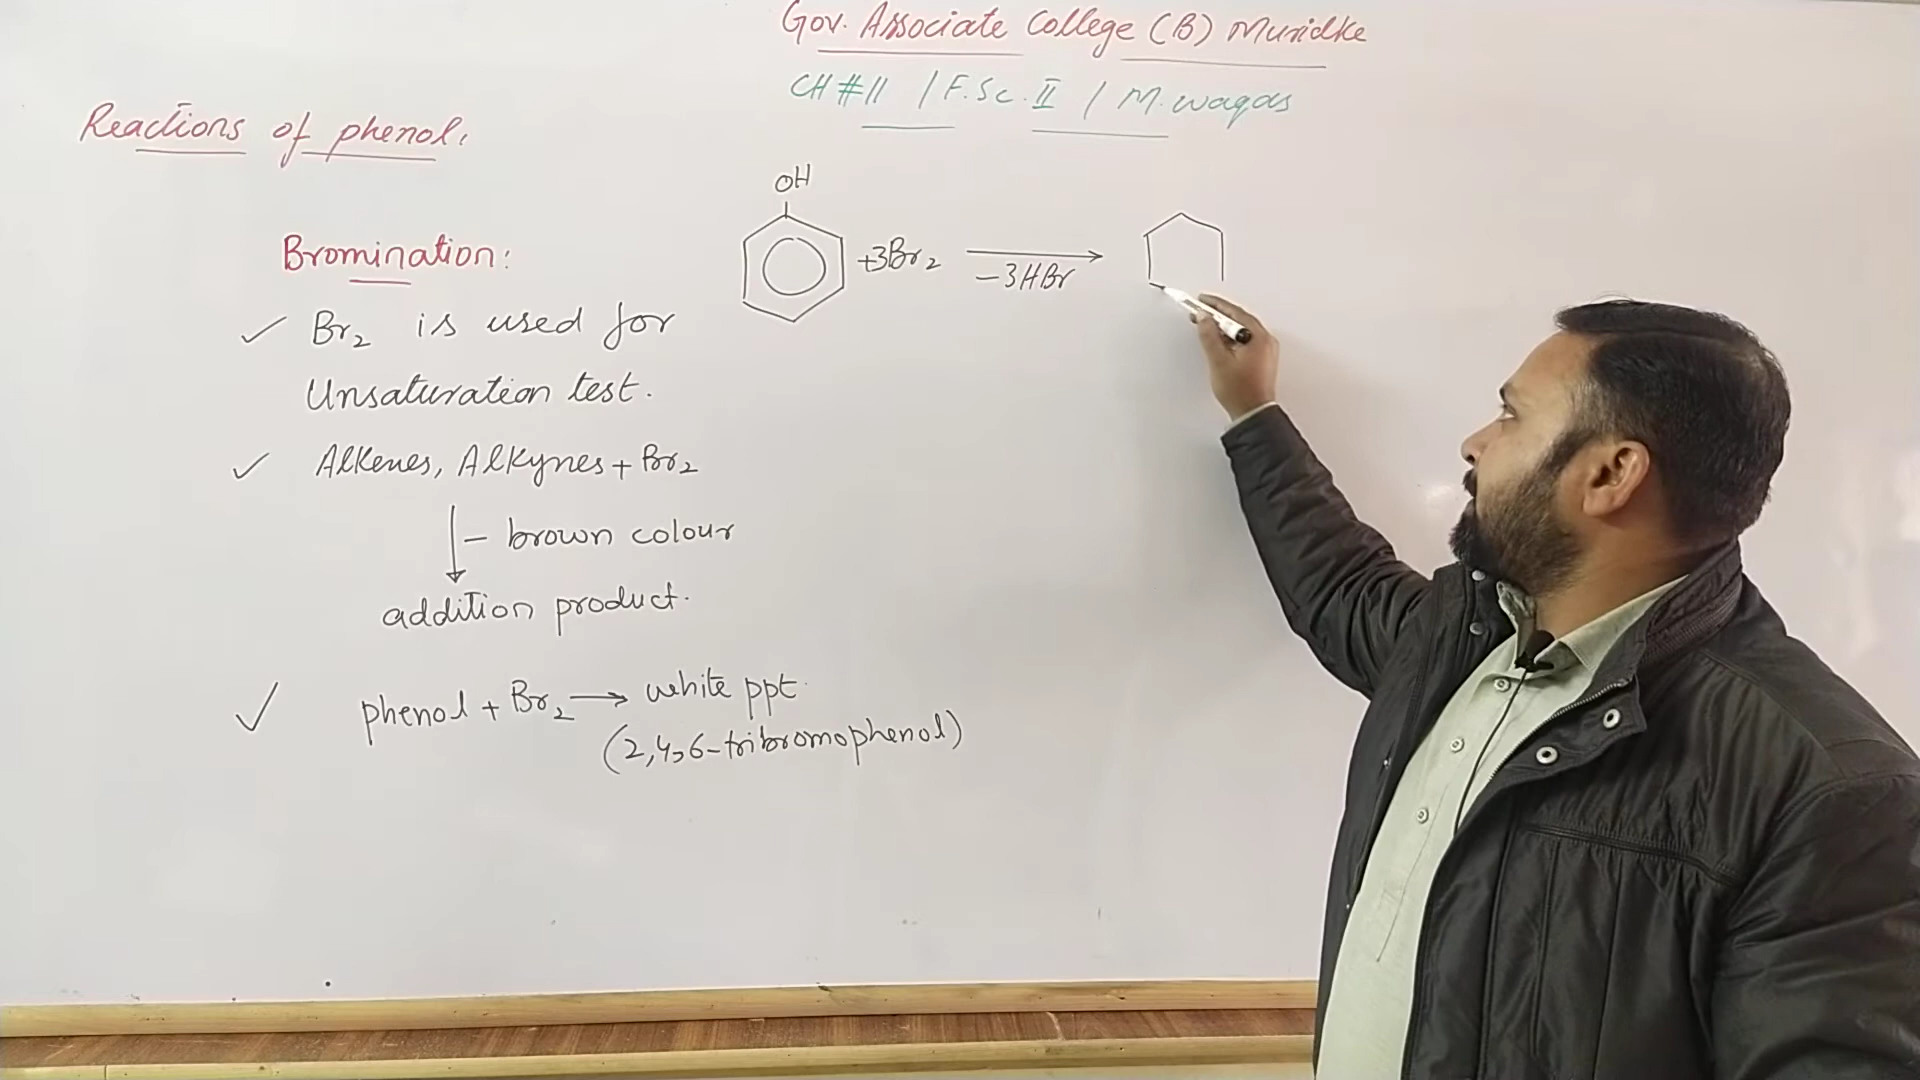 Gov. Associate College (B) Muridke
CH # 11 / F.Sc. II / M. waqas
Reactions of phenol.
OH
+3Br2
-3HBr
Bromination:
Br2 is used for
Unsaturation test.
Alkenes, Alkynes + Br2
- brown colour
addition product.
phenol + Br2 → white ppt.
(2,4,6-tribromophenol)